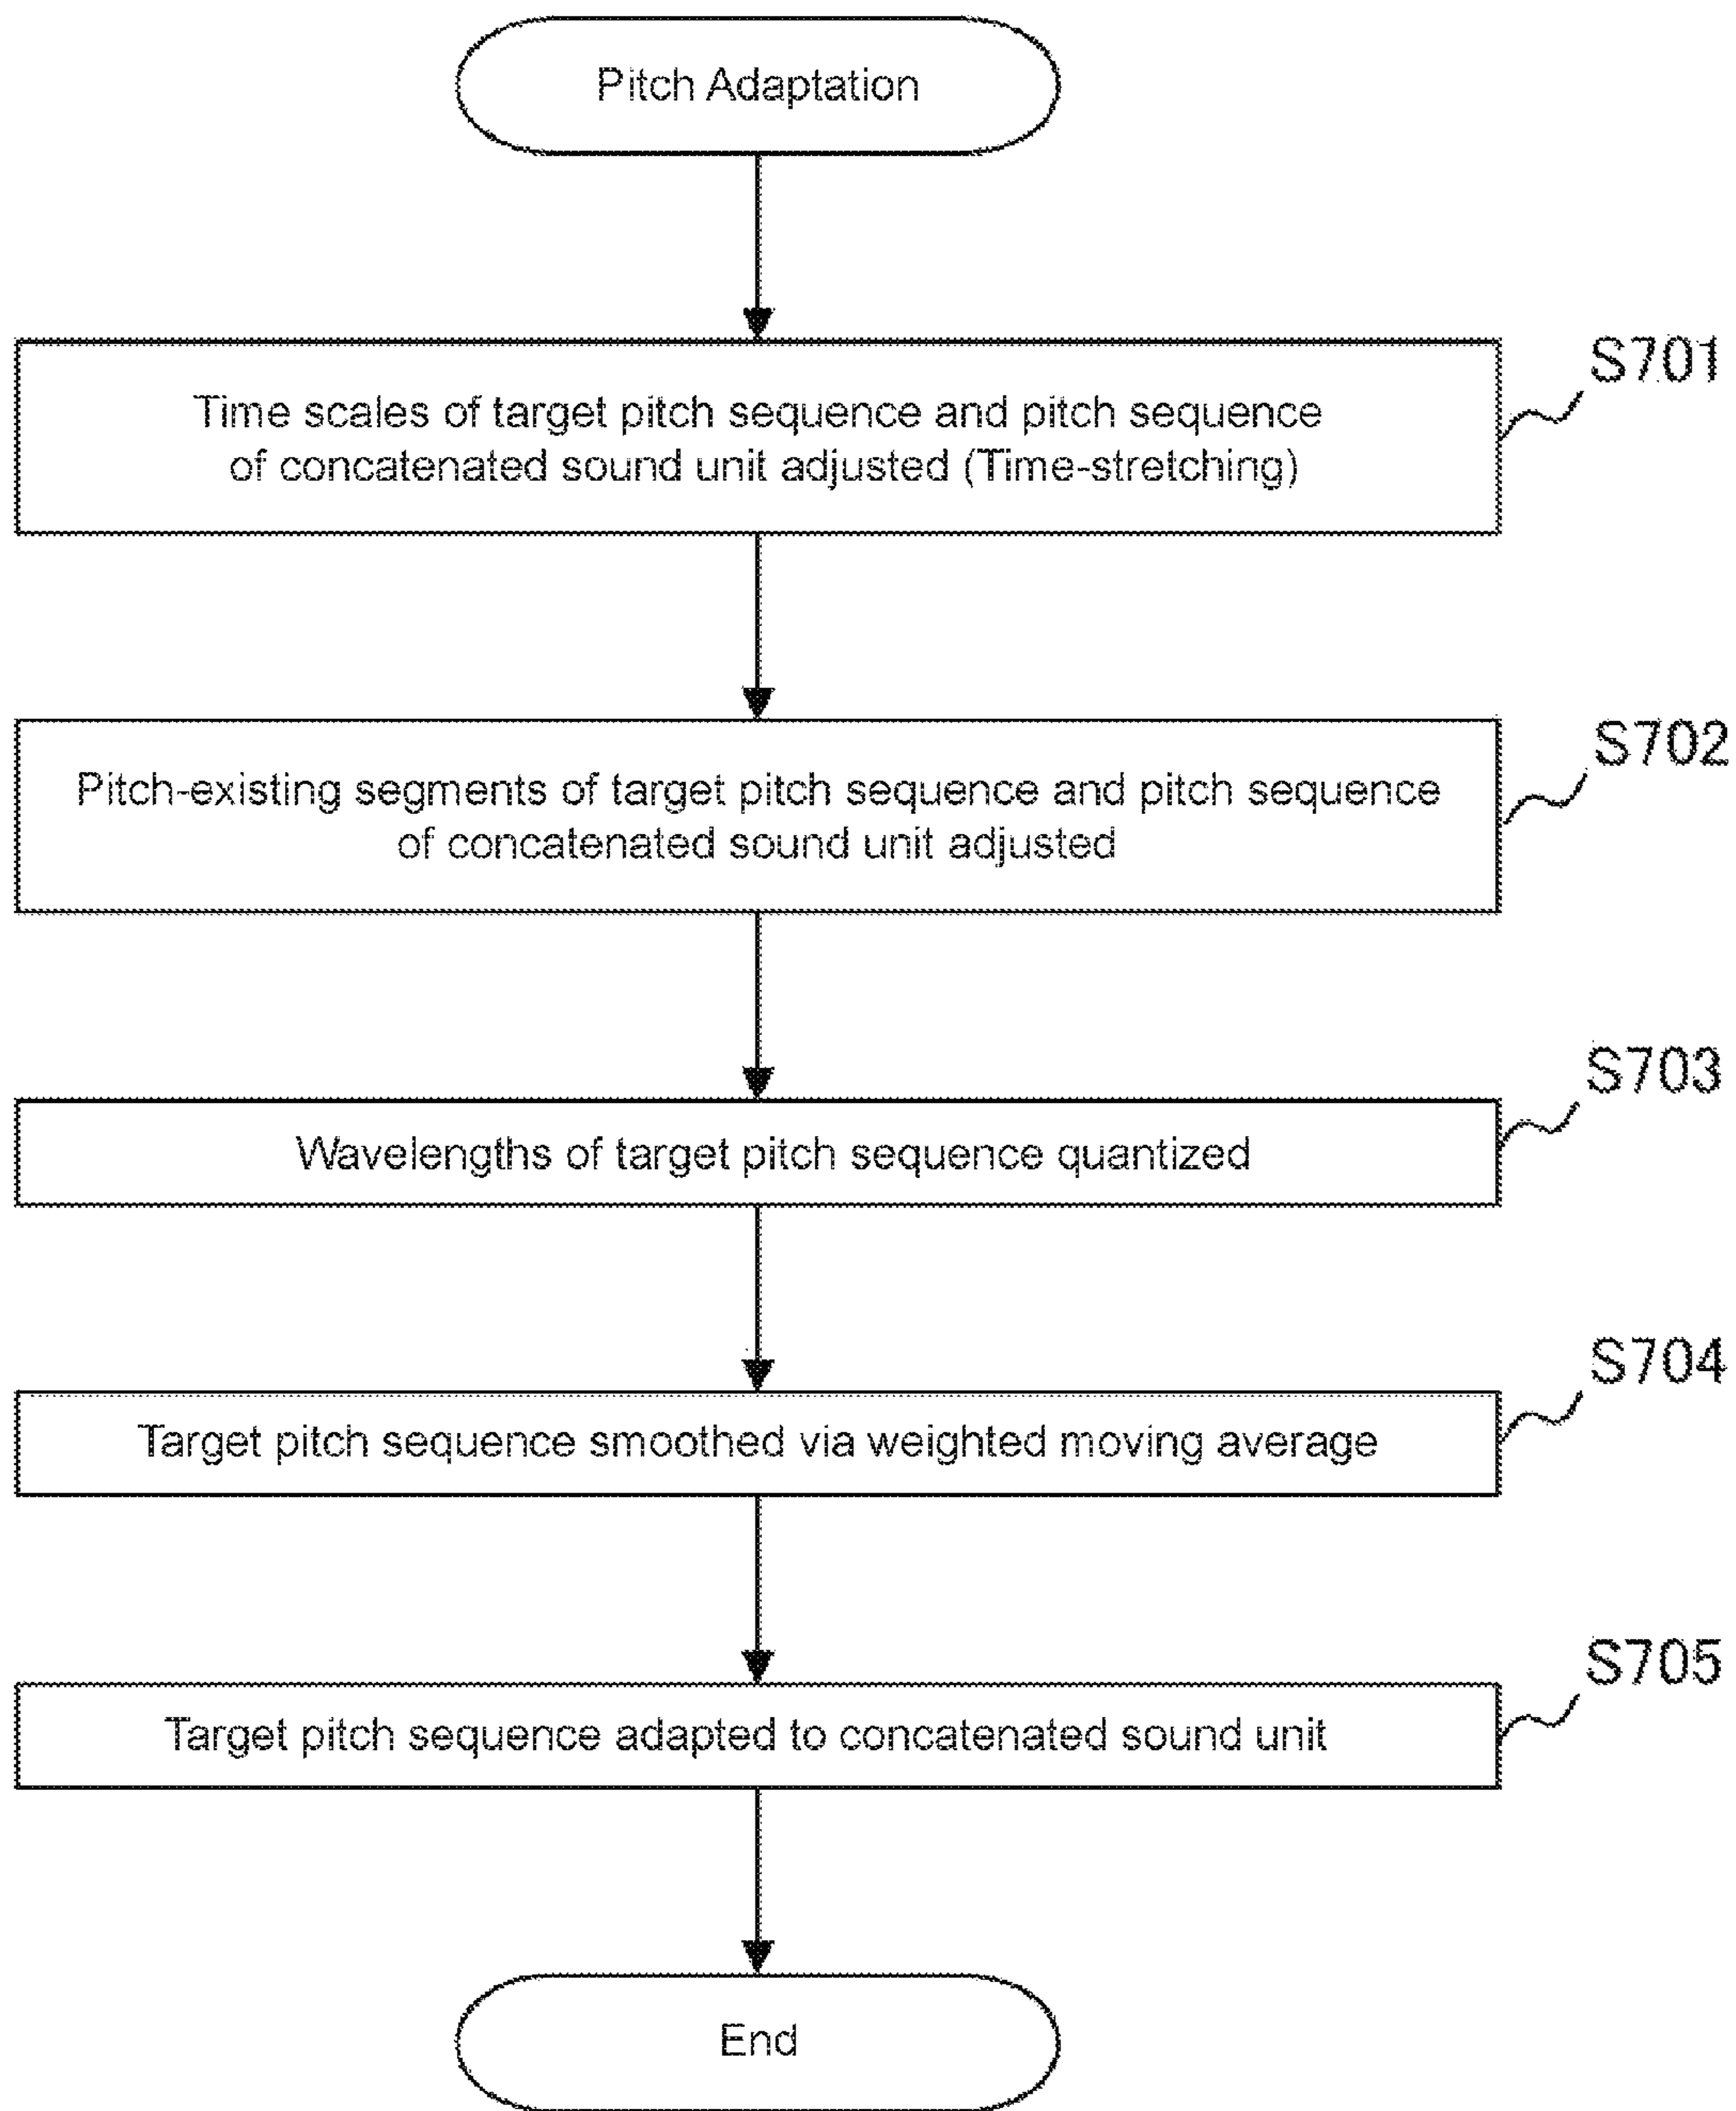 Pitch Adaptation
S701
Time scales of target pitch sequence and pitch sequence
of concatenated sound unit adjusted (Time-stretching)
S702
Pitch-existing segments of target pitch sequence and pitch sequence
of concatenated sound unit adjusted
S703
Wavelengths of target pitch sequence quantized
S704
Target pitch sequence smoothed via weighted moving average
S705
Target pitch sequence adapted to concatenated sound unit
End